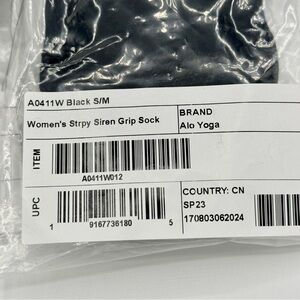 A0411W Black S/M
Women's Strpy Siren Grip Sock
BRAND
Alo Yoga
ITEM
A0411W012
UPC
1 9167736180 5
COUNTRY: CN
SP23
170803062024